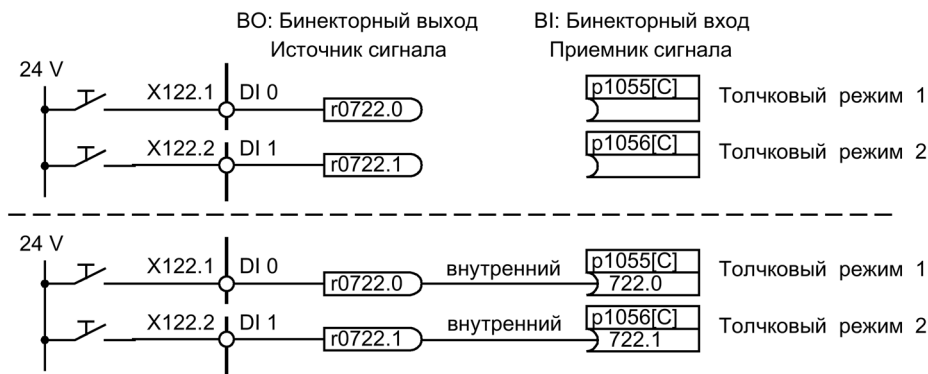 BO: Бинекторный выход BI: Бинекторный вход
Источник сигнала Приемник сигнала
24 V
X122.1 DI 0 r0722.0 p1055[C] Толчковый режим 1
X122.2 DI 1 r0722.1 p1056[C] Толчковый режим 2
24 V
X122.1 DI 0 r0722.0 внутренний p1055[C] 722.0 Толчковый режим 1
X122.2 DI 1 r0722.1 внутренний p1056[C] 722.1 Толчковый режим 2